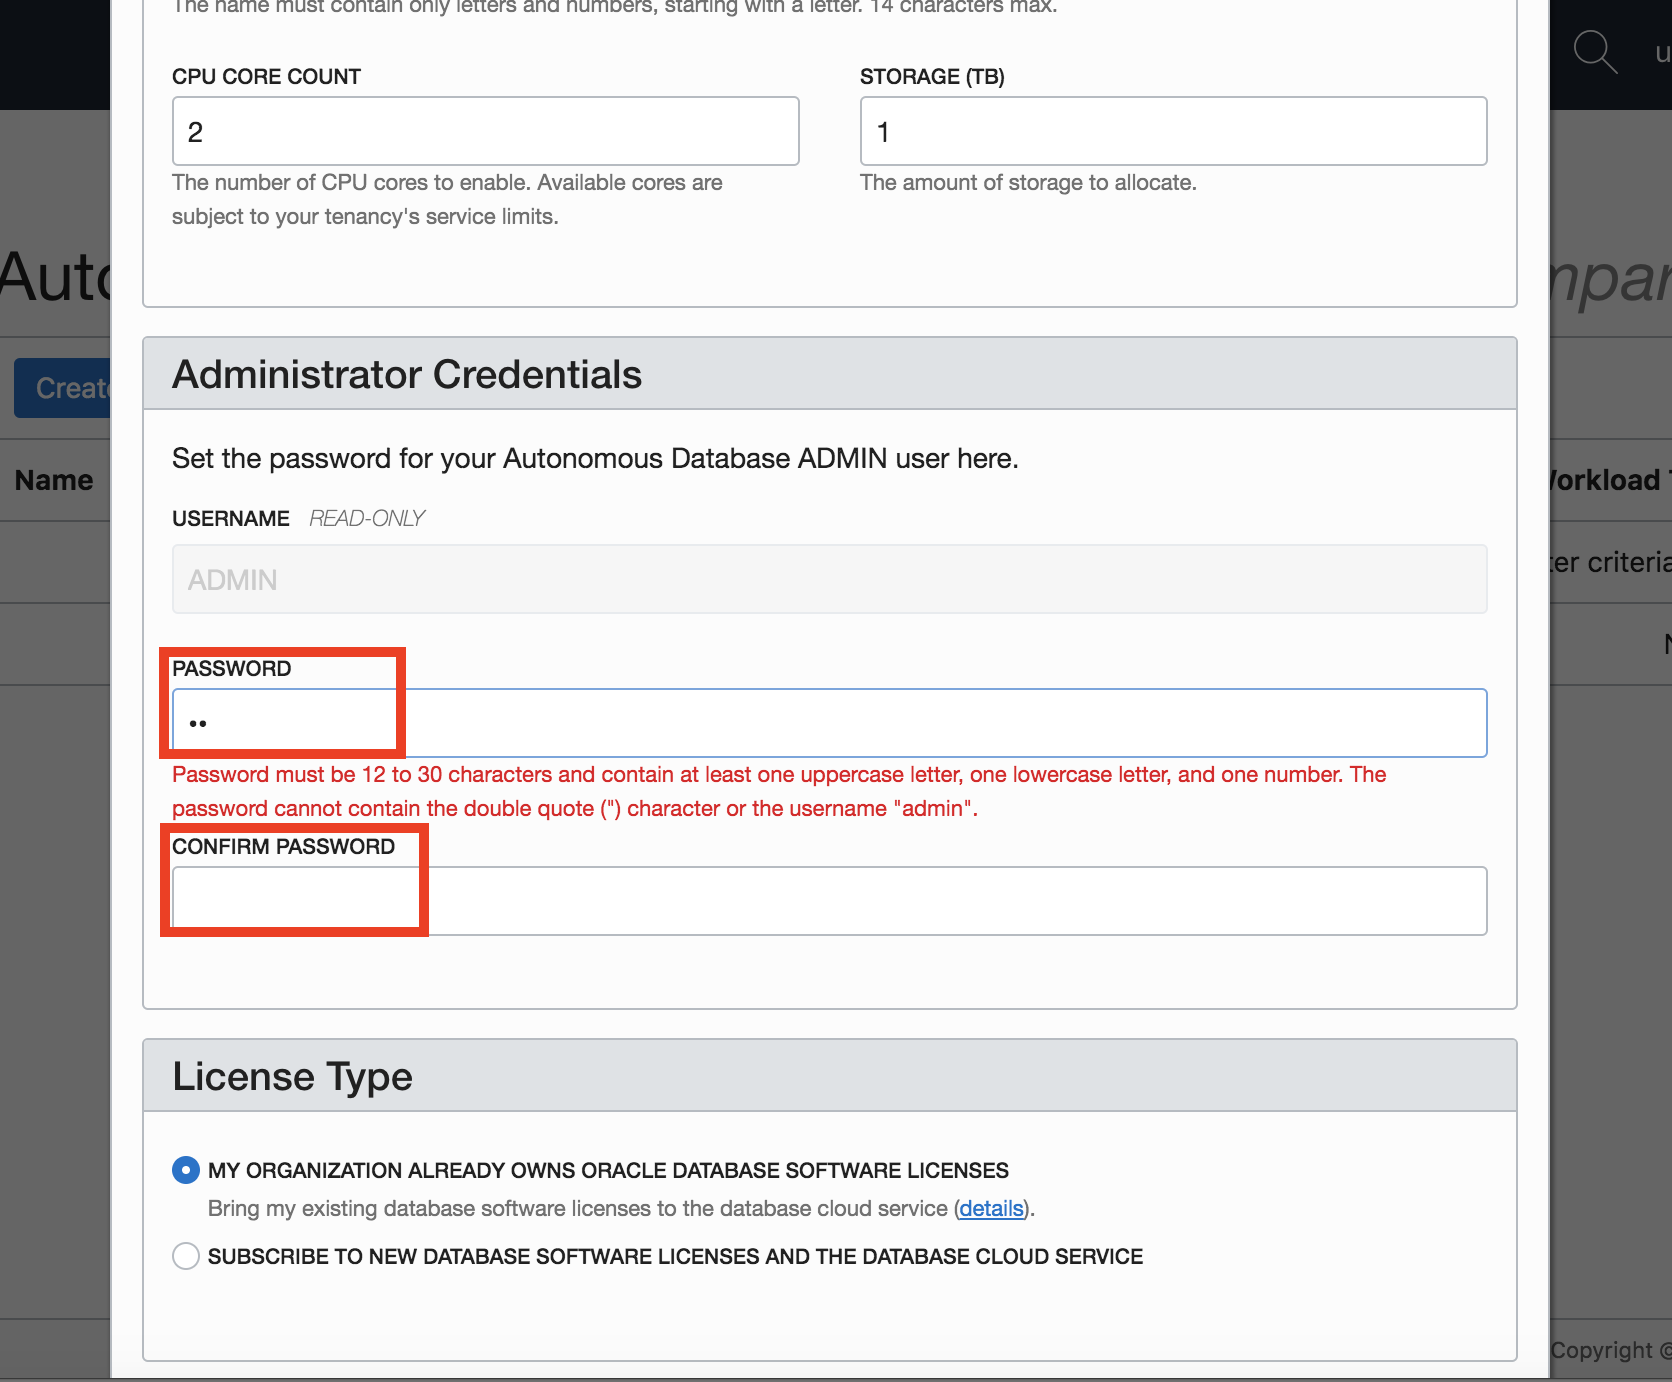 The name must contain only letters and numbers, starting with a letter. 14 characters max.
CPU CORE COUNT
STORAGE (TB)
2
1
The number of CPU cores to enable. Available cores are
subject to your tenancy's service limits.
The amount of storage to allocate.
Administrator Credentials
Set the password for your Autonomous Database ADMIN user here.
USERNAME READ-ONLY
ADMIN
PASSWORD
••
Password must be 12 to 30 characters and contain at least one uppercase letter, one lowercase letter, and one number. The
password cannot contain the double quote (") character or the username "admin".
CONFIRM PASSWORD
License Type
MY ORGANIZATION ALREADY OWNS ORACLE DATABASE SOFTWARE LICENSES
Bring my existing database software licenses to the database cloud service (details).
SUBSCRIBE TO NEW DATABASE SOFTWARE LICENSES AND THE DATABASE CLOUD SERVICE
Name
criteria
Copyright ©